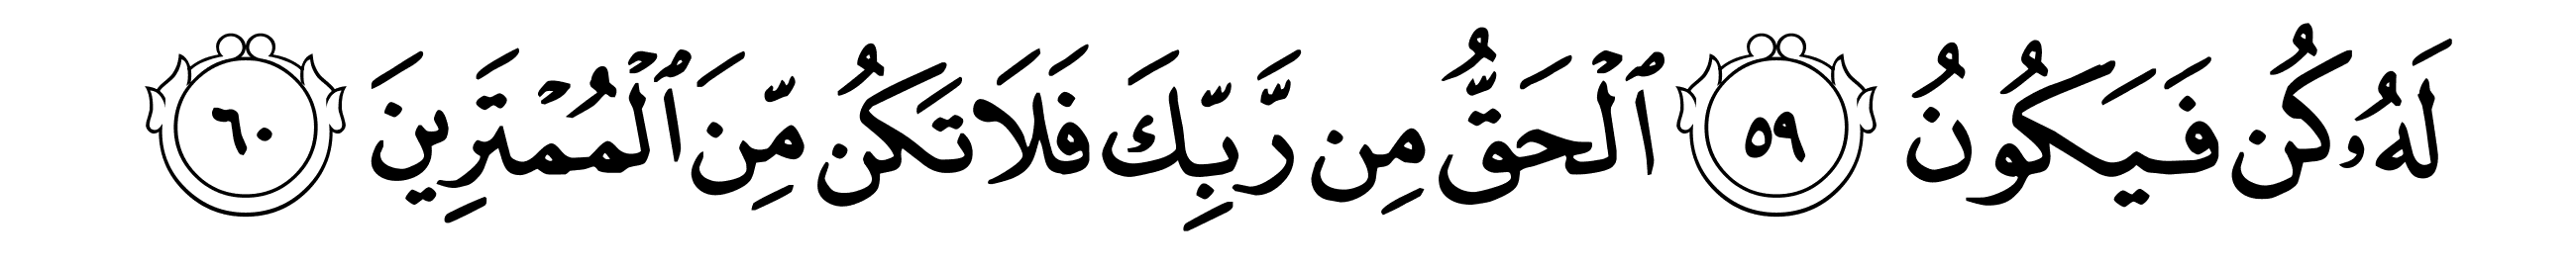 لَهُۥ كُن فَيَكُونُ ٥٩ ٱلْحَقُّ مِن رَّبِّكَ فَلَا تَكُن مِّنَ ٱلْمُمْتَرِينَ ٦٠